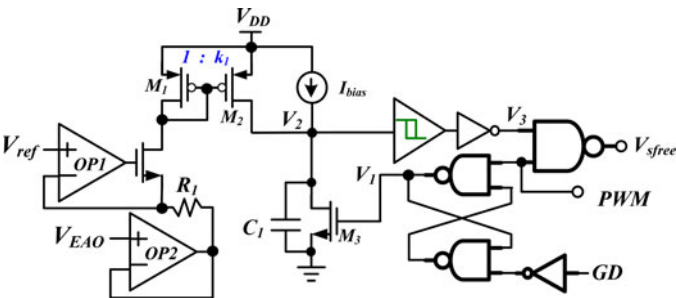 V_DD
1 : k_1
M_1
M_2
I_bias
V_2
V_3
V_ref
OP1
V_sfree
V_1
R_1
PWM
C_1
M_3
V_EAO
OP2
GD